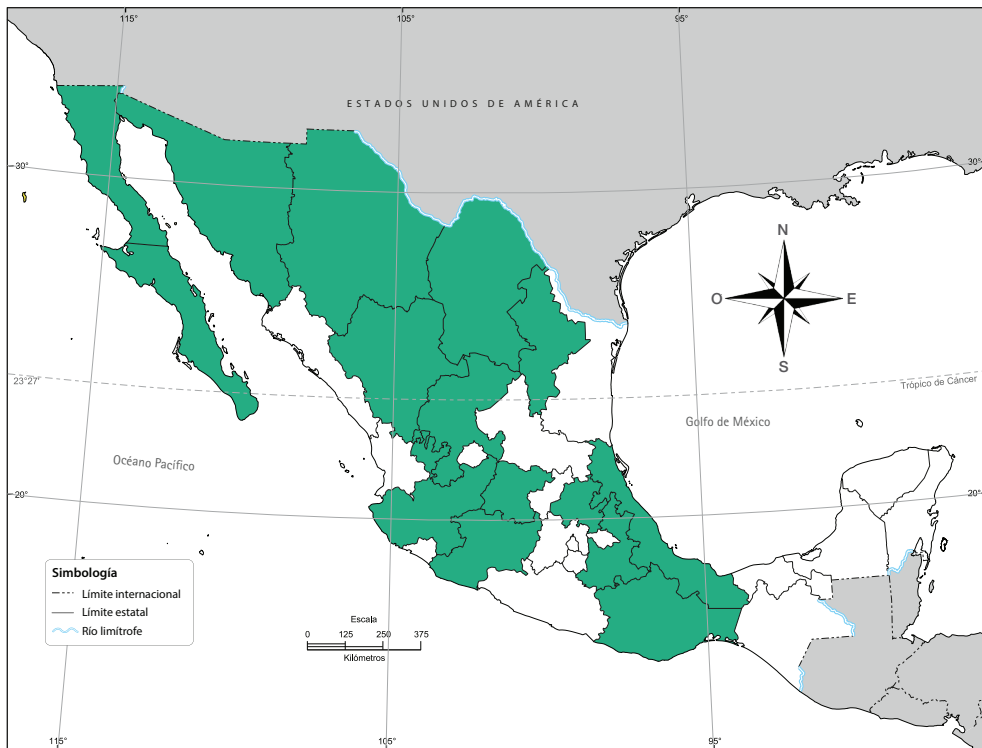 115°
105°
95°
ESTADOS UNIDOS DE AMÉRICA
30°
30°
N
O
E
S
23°27'
Trópico de Cáncer
Golfo de México
Océano Pacífico
20°
20°
Simbología
Límite internacional
Límite estatal
Río limítrofe
Escala
0 125 250 375
Kilómetros
115°
105°
95°